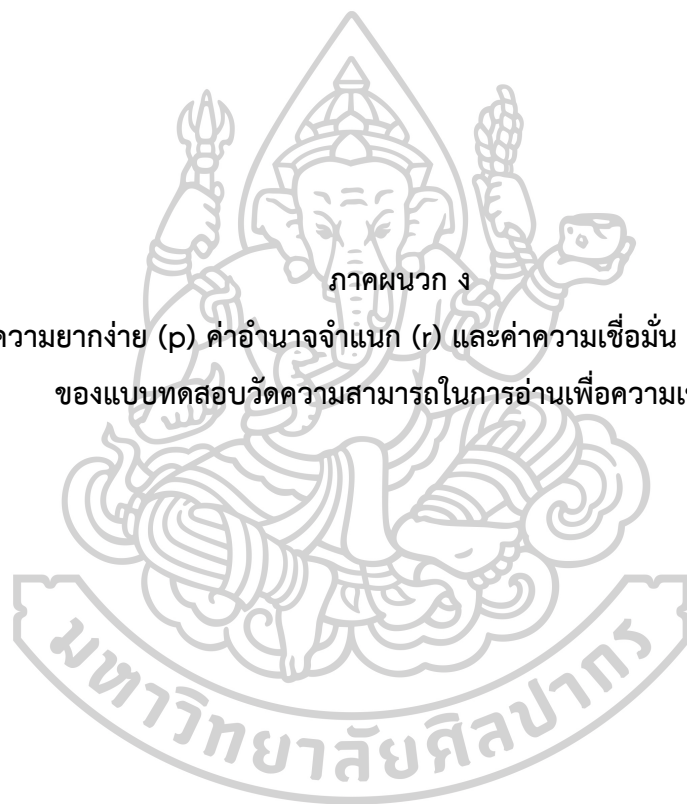 ภาคผนวก ง
ความยากง่าย (p) ค่าอำนาจจำแนก (r) และค่าความเชื่อมั่น
ของแบบทดสอบวัดความสามารถในการอ่านเพื่อความเ
มหาวิทยาลัยศิลปากร